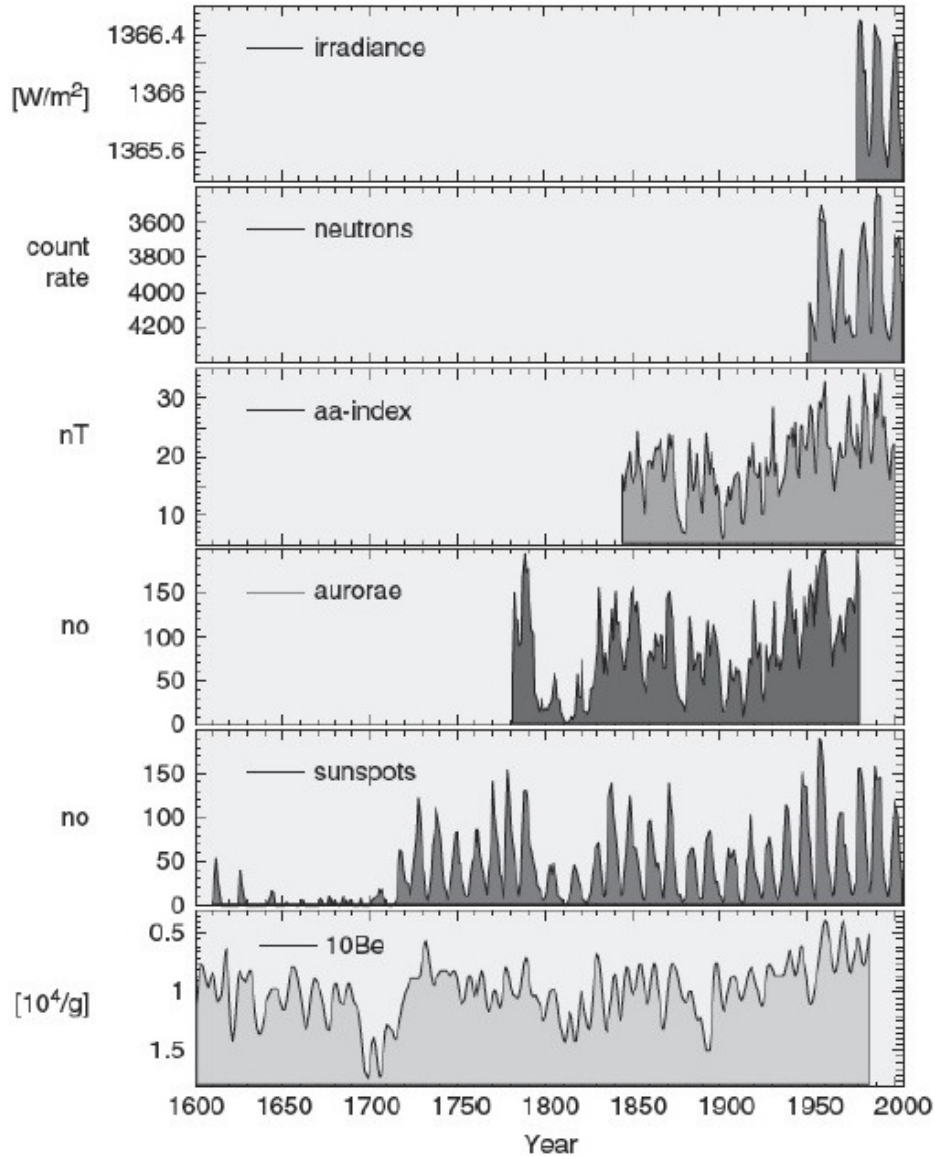 1366.4
irradiance
[W/m²]
1366
1365.6
neutrons
3600
count
3800
rate
4000
4200
30
aa-index
nT
20
10
150
aurorae
no
100
50
0
sunspots
150
no
100
50
0
10Be
0.5
[10⁴/g]
1
1.5
1600 1650 1700 1750 1800 1850 1900 1950 2000
Year